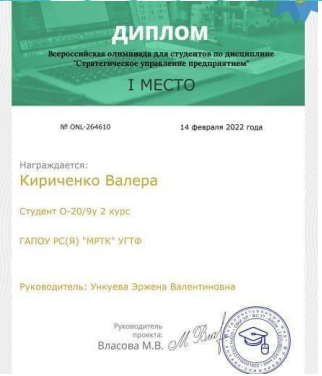 ДИПЛОМ
Всероссийская олимпиада для студентов по дисциплине
"Стратегическое управление предприятием"
I МЕСТО
№ ONL-264610 14 февраля 2022 года
Награждается:
Кириченко Валера
Студент О-20/9у 2 курс
ГАПОУ РС(Я) "МРТК" УГТФ
Руководитель: Ункуева Эржена Валентиновна
Руководитель
проекта:
Власова М.В.